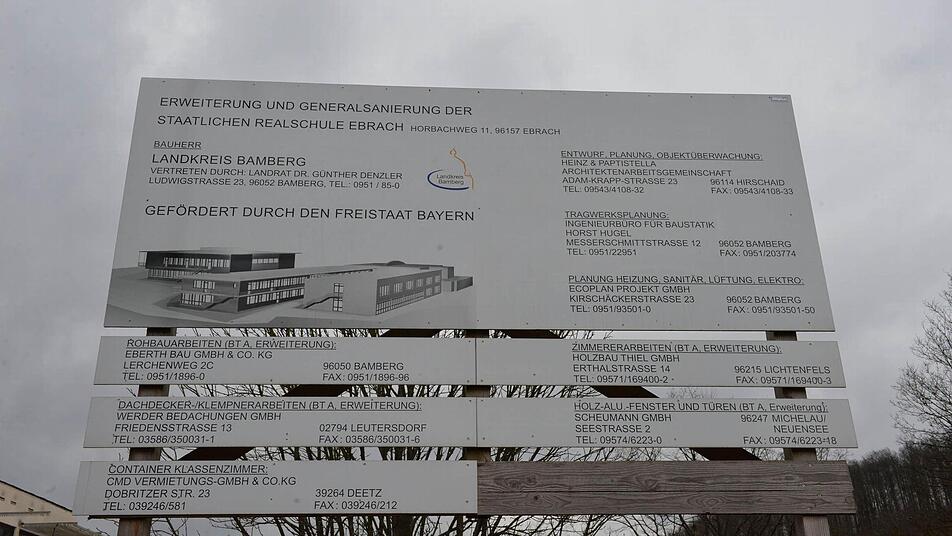 ERWEITERUNG UND GENERALSANIERUNG DER
STAATLICHEN REALSCHULE EBRACH HORBACHWEG 11, 96157 EBRACH
BAUHERR
LANDKREIS BAMBERG
VERTRETEN DURCH: LANDRAT DR. GÜNTHER DENZLER
LUDWIGSTRASSE 23, 96052 BAMBERG, TEL.: 0951 / 85-0
Landkreis
Bamberg
GEFÖRDERT DURCH DEN FREISTAAT BAYERN
ENTWURF, PLANUNG, OBJEKTÜBERWACHUNG:
HEINZ & PAPTISTELLA
ARCHITEKTENARBEITSGEMEINSCHAFT
ADAM-KRAPP-STRASSE 23 96114 HIRSCHAID
TEL: 09543/4108-32 FAX: 09543/4108-33
TRAGWERKSPLANUNG:
INGENIEURBÜRO FÜR BAUSTATIK
HORST HUGEL
MESSERSCHMITTSTRASSE 12 96052 BAMBERG
TEL: 0951/22951 FAX: 0951/203774
PLANUNG HEIZUNG, SANITÄR, LÜFTUNG, ELEKTRO:
ECOPLAN PROJEKT GMBH
KIRSCHÄCKERSTRASSE 23 96052 BAMBERG
TEL: 0951/93501-0 FAX: 0951/93501-50
ROHBAUARBEITEN (BT A, ERWEITERUNG):
EBERTH BAU GMBH & CO. KG
LERCHENWEG 2C 96050 BAMBERG
TEL: 0951/1896-0 FAX: 0951/1896-96
ZIMMERERARBEITEN (BT A, ERWEITERUNG):
HOLZBAU THIEL GMBH
ERTHALSTRASSE 14 96215 LICHTENFELS
TEL: 09571/169400-2 FAX: 09571/169400-3
DACHDECKER-/KLEMPNERARBEITEN (BT A, ERWEITERUNG):
WERDER BEDACHUNGEN GMBH
FRIEDENSSTRASSE 13 02794 LEUTERSDORF
TEL: 03586/350031-1 FAX: 03586/350031-6
HOLZ-ALU.-FENSTER UND TÜREN (BT A, Erweiterung):
SCHEUMANN GMBH 96247 MICHELAU/
SEESTRASSE 2 NEUENSEE
TEL: 09574/6223-0 FAX: 09574/6223-18
CONTAINER KLASSENZIMMER:
CMD VERMIETUNGS-GMBH & CO.KG
DOBRITZER STR. 23 39264 DEETZ
TEL: 039246/581 FAX: 039246/212